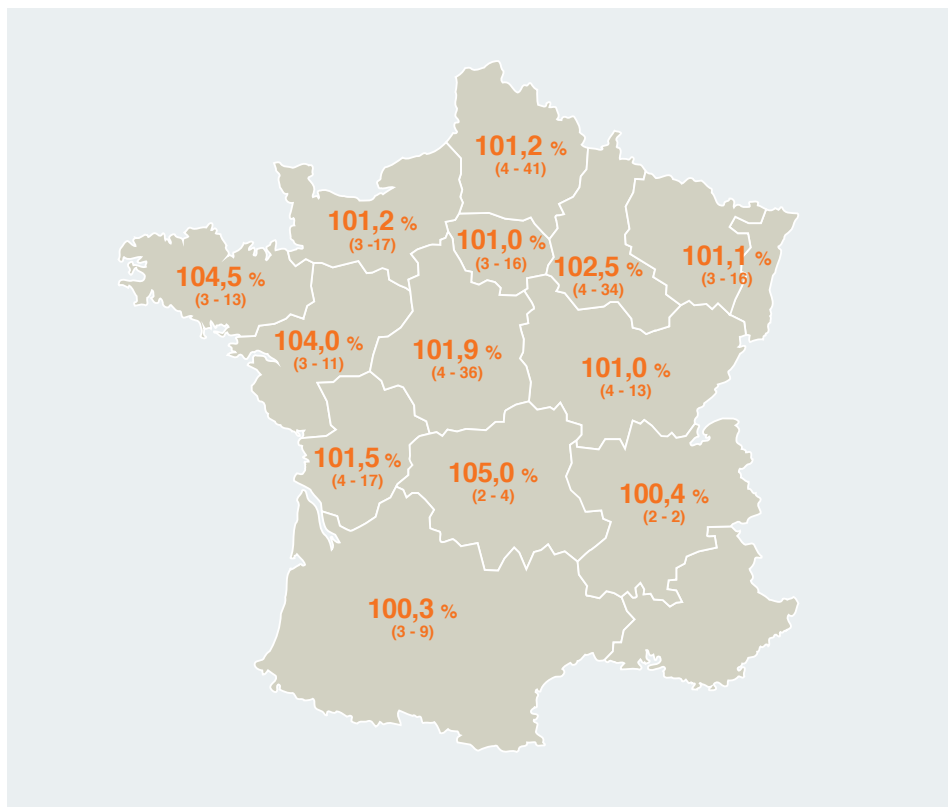 101,2 %
(4 - 41)
101,2 %
(3 -17)
101,0 %
(3 - 16)
101,1 %
(3 - 16)
102,5 %
(4 - 34)
104,5 %
(3 - 13)
104,0 %
(3 - 11)
101,9 %
(4 - 36)
101,0 %
(4 - 13)
101,5 %
(4 - 17)
105,0 %
(2 - 4)
100,4 %
(2 - 2)
100,3 %
(3 - 9)